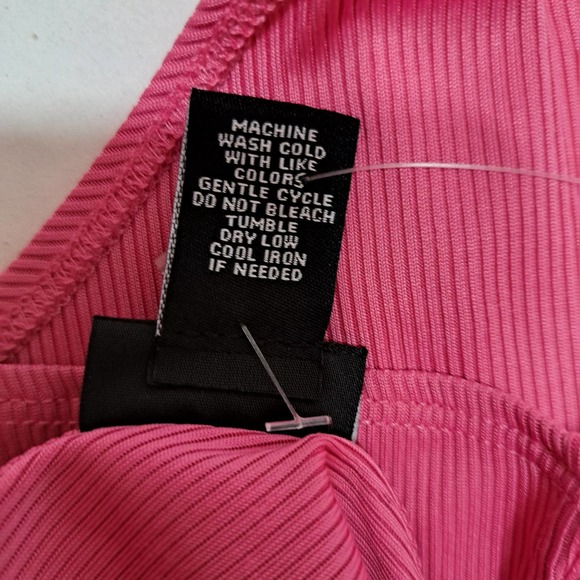 MACHINE
WASH COLD
WITH LIKE
COLORS
GENTLE CYCLE
DO NOT BLEACH
TUMBLE
DRY LOW
COOL IRON
IF NEEDED